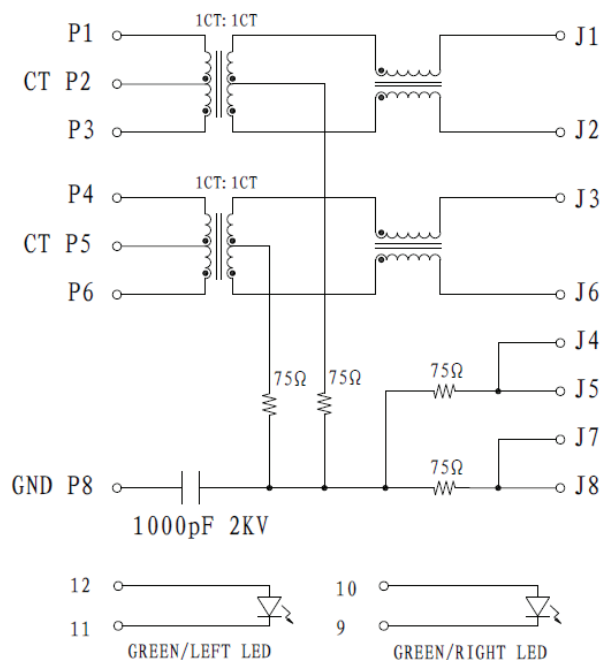 1CT: 1CT
P1
J1
CT P2
P3
J2
1CT: 1CT
P4
J3
CT P5
P6
J6
J4
75Ω
75Ω
75Ω
J5
J7
75Ω
GND P8
J8
1000pF 2KV
12
10
11
9
GREEN/LEFT LED
GREEN/RIGHT LED